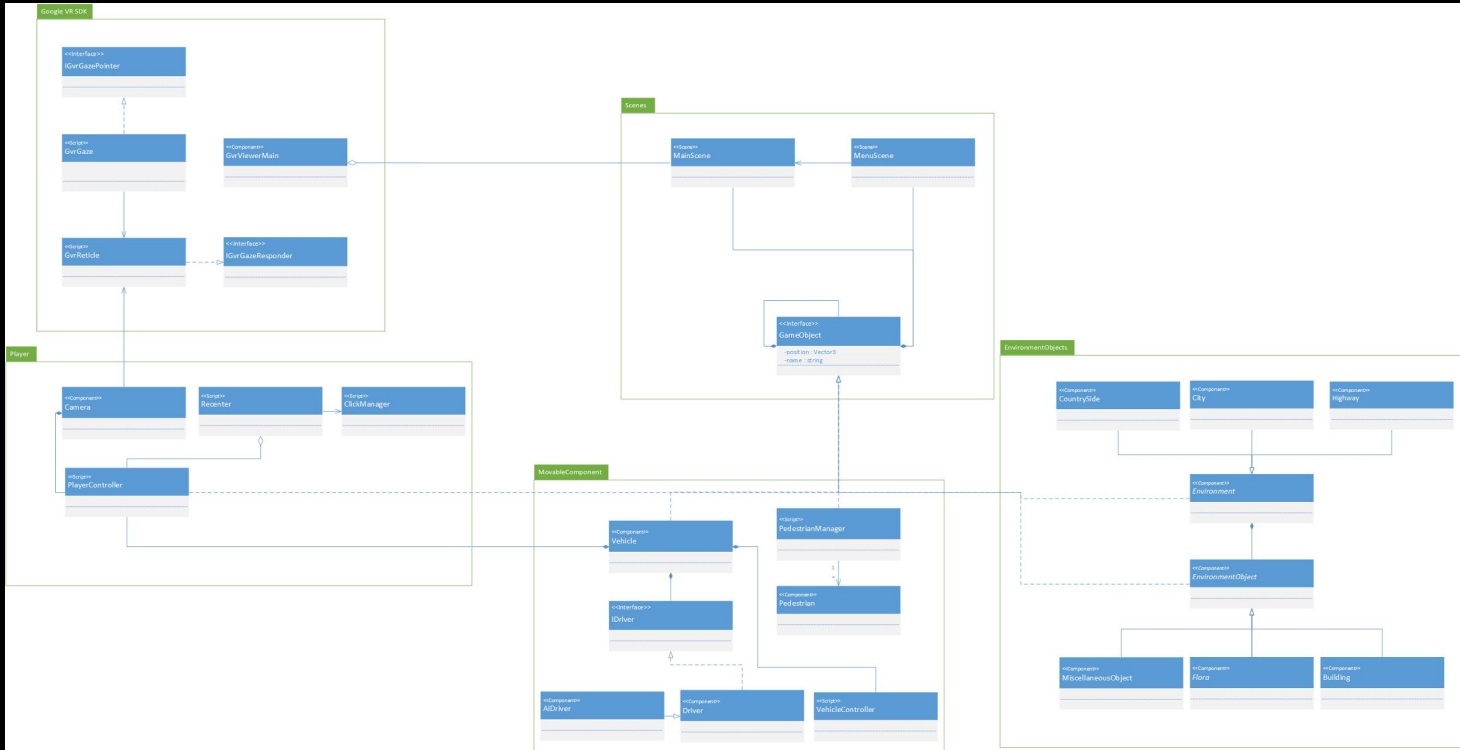 Google VR SDK
<<Interface>>
IGvrGazePointer
<<Script>>
GvrGaze
<<Component>>
GvrViewerMain
<<Script>>
GvrReticle
<<Interface>>
IGvrGazeResponder
Scenes
<<Scene>>
MainScene
<<Scene>>
MenuScene
<<Interface>>
GameObject
-position : Vector3
-name : string
Player
<<Component>>
Camera
<<Script>>
Recenter
<<Script>>
ClickManager
<<Script>>
PlayerController
MovableComponent
<<Component>>
Vehicle
<<Script>>
PedestrianManager
1
*
<<Component>>
Pedestrian
<<Interface>>
IDriver
<<Component>>
AIDriver
<<Component>>
Driver
<<Script>>
VehicleController
EnvironmentObjects
<<Component>>
CountrySide
<<Component>>
City
<<Component>>
Highway
<<Component>>
Environment
<<Component>>
EnvironmentObject
<<Component>>
MiscellaneousObject
<<Component>>
Flora
<<Component>>
Building